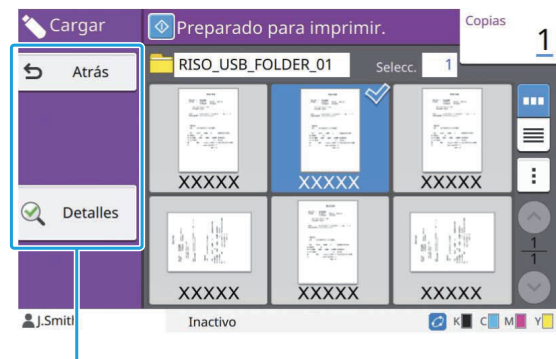 Cargar
Preparado para imprimir.
Copias
1
Atrás
RISO_USB_FOLDER_01
Selecc. 1
XXXXX XXXXX XXXXX
Detalles
1
1
XXXXX XXXXX XXXXX
J.Smith
Inactivo
K C M Y